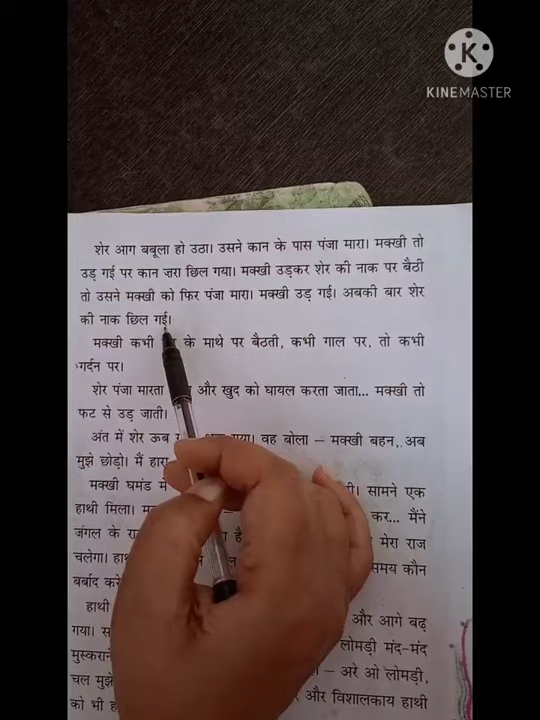 K
KINEMASTER
शेर आग बबूला हो उठा। उसने कान के पास पंजा मारा। मक्खी तो
उड़ गई पर कान ज़रा छिल गया। मक्खी उड़कर शेर की नाक पर बैठी
तो उसने मक्खी को फिर पंजा मारा। मक्खी उड़ गई। अबकी बार शेर
की नाक छिल गई।
मक्खी कभी के माथे पर बैठती, कभी गाल पर, तो कभी
गर्दन पर।
शेर पंजा मारता और खुद को घायल करता जाता... मक्खी तो
फट से उड़ जाती।
अंत में शेर ऊब गया। वह बोला – मक्खी बहन, अब
मुझे छोड़ो। मैं हारा
मक्खी घमंड में सामने एक
हाथी मिला। कर... मैंने
जंगल के मेरा राज
चलेगा। समय कौन
बर्बाद करे
हाथी और आगे बढ़
गया। लोमड़ी मंद-मंद
मुस्कराने – अरे ओ लोमड़ी,
चल मुझे
को भी और विशालकाय हाथी